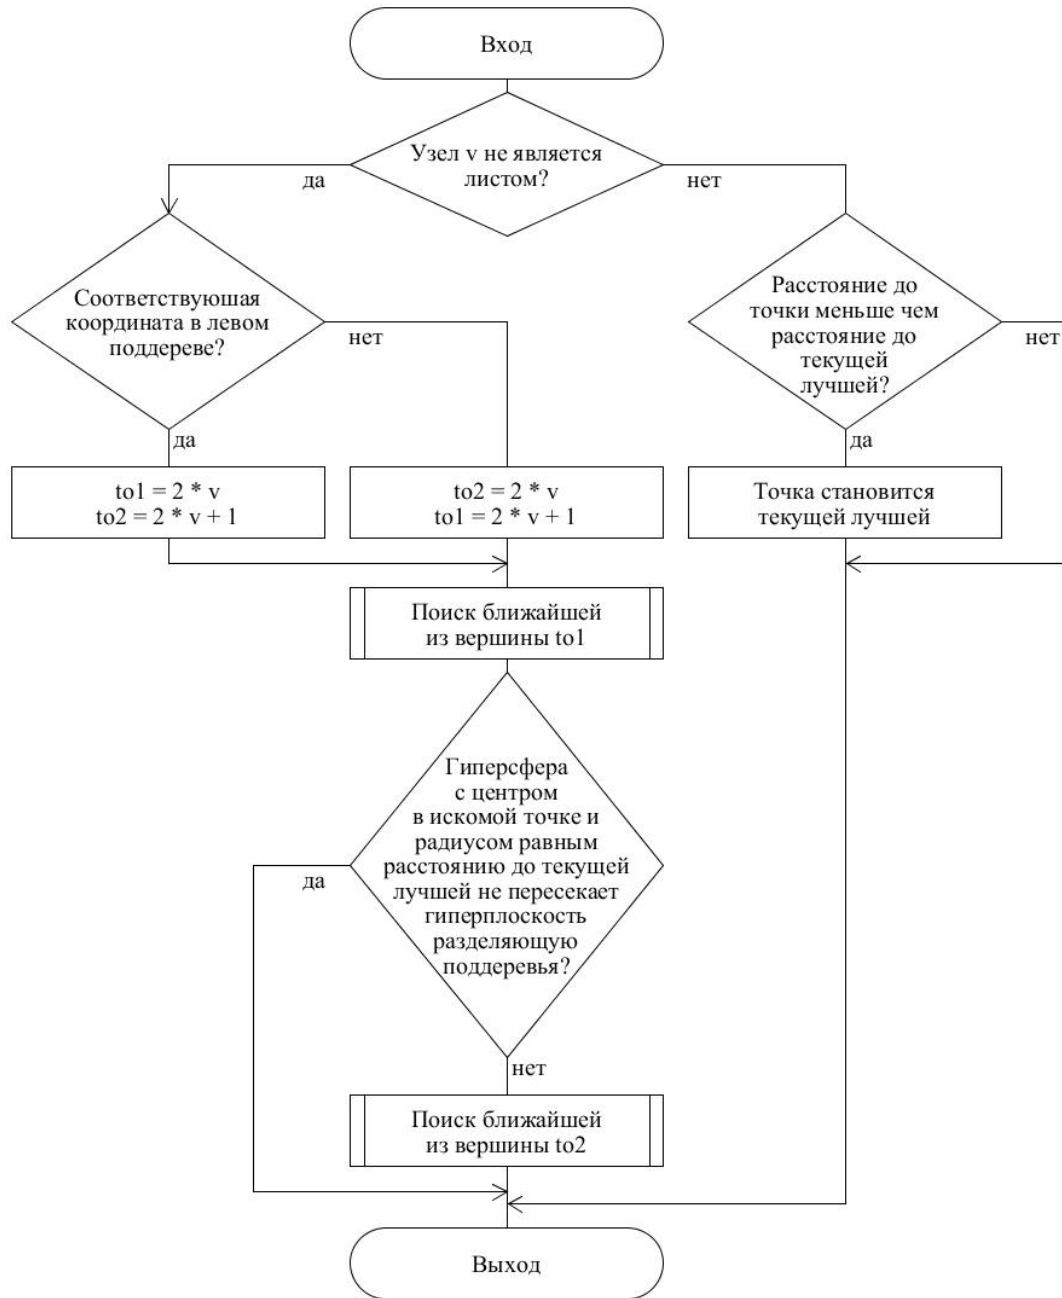 Вход
Узел v не является
листом?
да
нет
Соответствуюшая
координата в левом
поддереве?
нет
Расстояние до
точки меньше чем
расстояние до
текущей
лучшей?
нет
да
да
to1 = 2 * v
to2 = 2 * v + 1
to2 = 2 * v
to1 = 2 * v + 1
Точка становится
текущей лучшей
Поиск ближайшей
из вершины to1
Гиперсфера
с центром
в искомой точке и
радиусом равным
расстоянию до текущей
лучшей не пересекает
гиперплоскость
разделяющую
поддеревья?
да
нет
Поиск ближайшей
из вершины to2
Выход